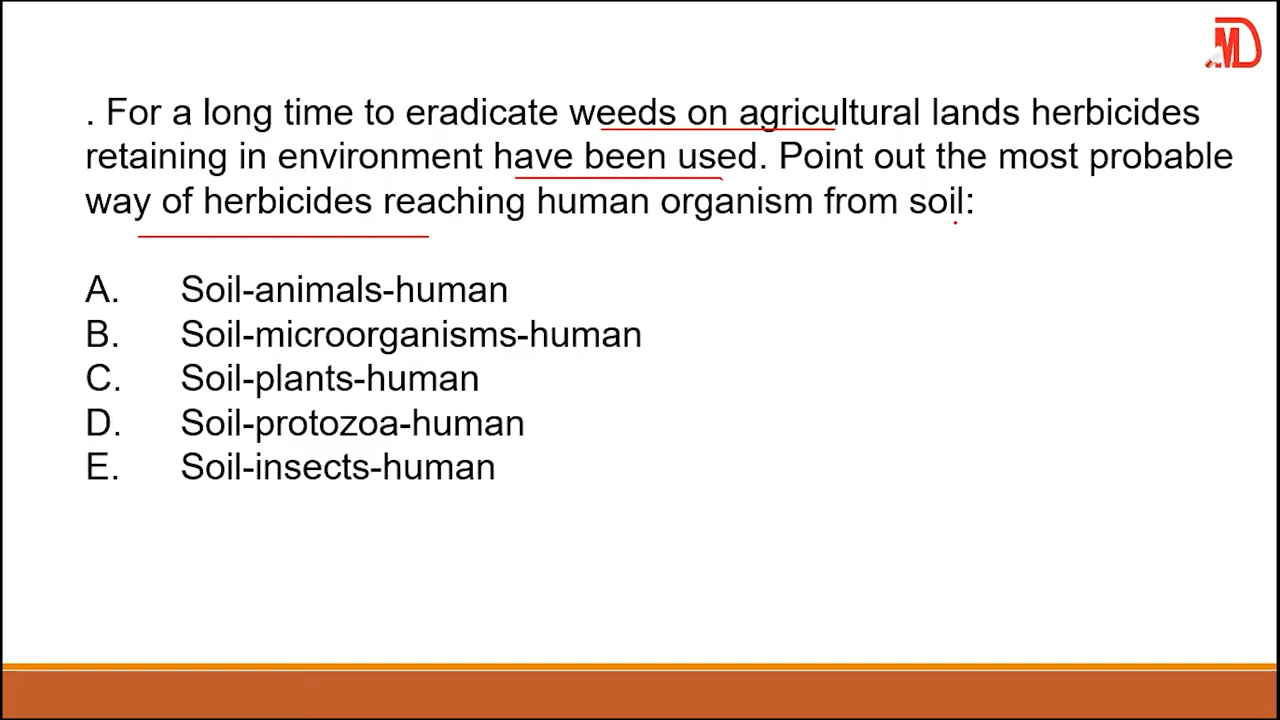 MD
. For a long time to eradicate weeds on agricultural lands herbicides
retaining in environment have been used. Point out the most probable
way of herbicides reaching human organism from soil:
A. Soil-animals-human
B. Soil-microorganisms-human
C. Soil-plants-human
D. Soil-protozoa-human
E. Soil-insects-human